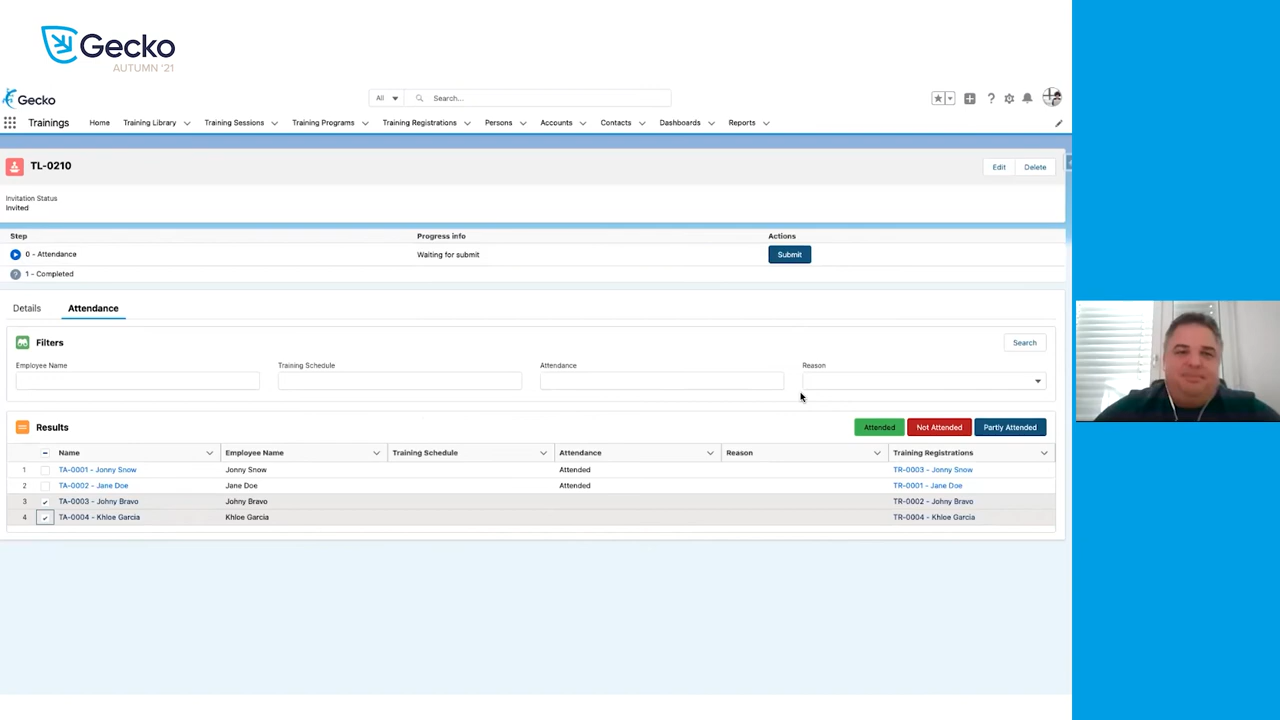 Gecko
AUTUMN '21
Gecko
All
Search...
Trainings
Home
Training Library
Training Sessions
Training Programs
Training Registrations
Persons
Accounts
Contacts
Dashboards
Reports
TL-0210
Edit
Delete
Invitation Status
Invited
Step
Progress info
Actions
0 - Attendance
Waiting for submit
Submit
1 - Completed
Details
Attendance
Filters
Search
Employee Name
Training Schedule
Attendance
Reason
Results
Attended
Not Attended
Partly Attended
Name Employee Name Training Schedule Attendance Reason Training Registrations
1 TA-0001 - Jonny Snow Jonny Snow Attended TR-0003 - Jonny Snow
2 TA-0002 - Jane Doe Jane Doe Attended TR-0001 - Jane Doe
3 TA-0003 - Johny Bravo Johny Bravo TR-0002 - Johny Bravo
4 TA-0004 - Khloe Garcia Khloe Garcia TR-0004 - Khloe Garcia